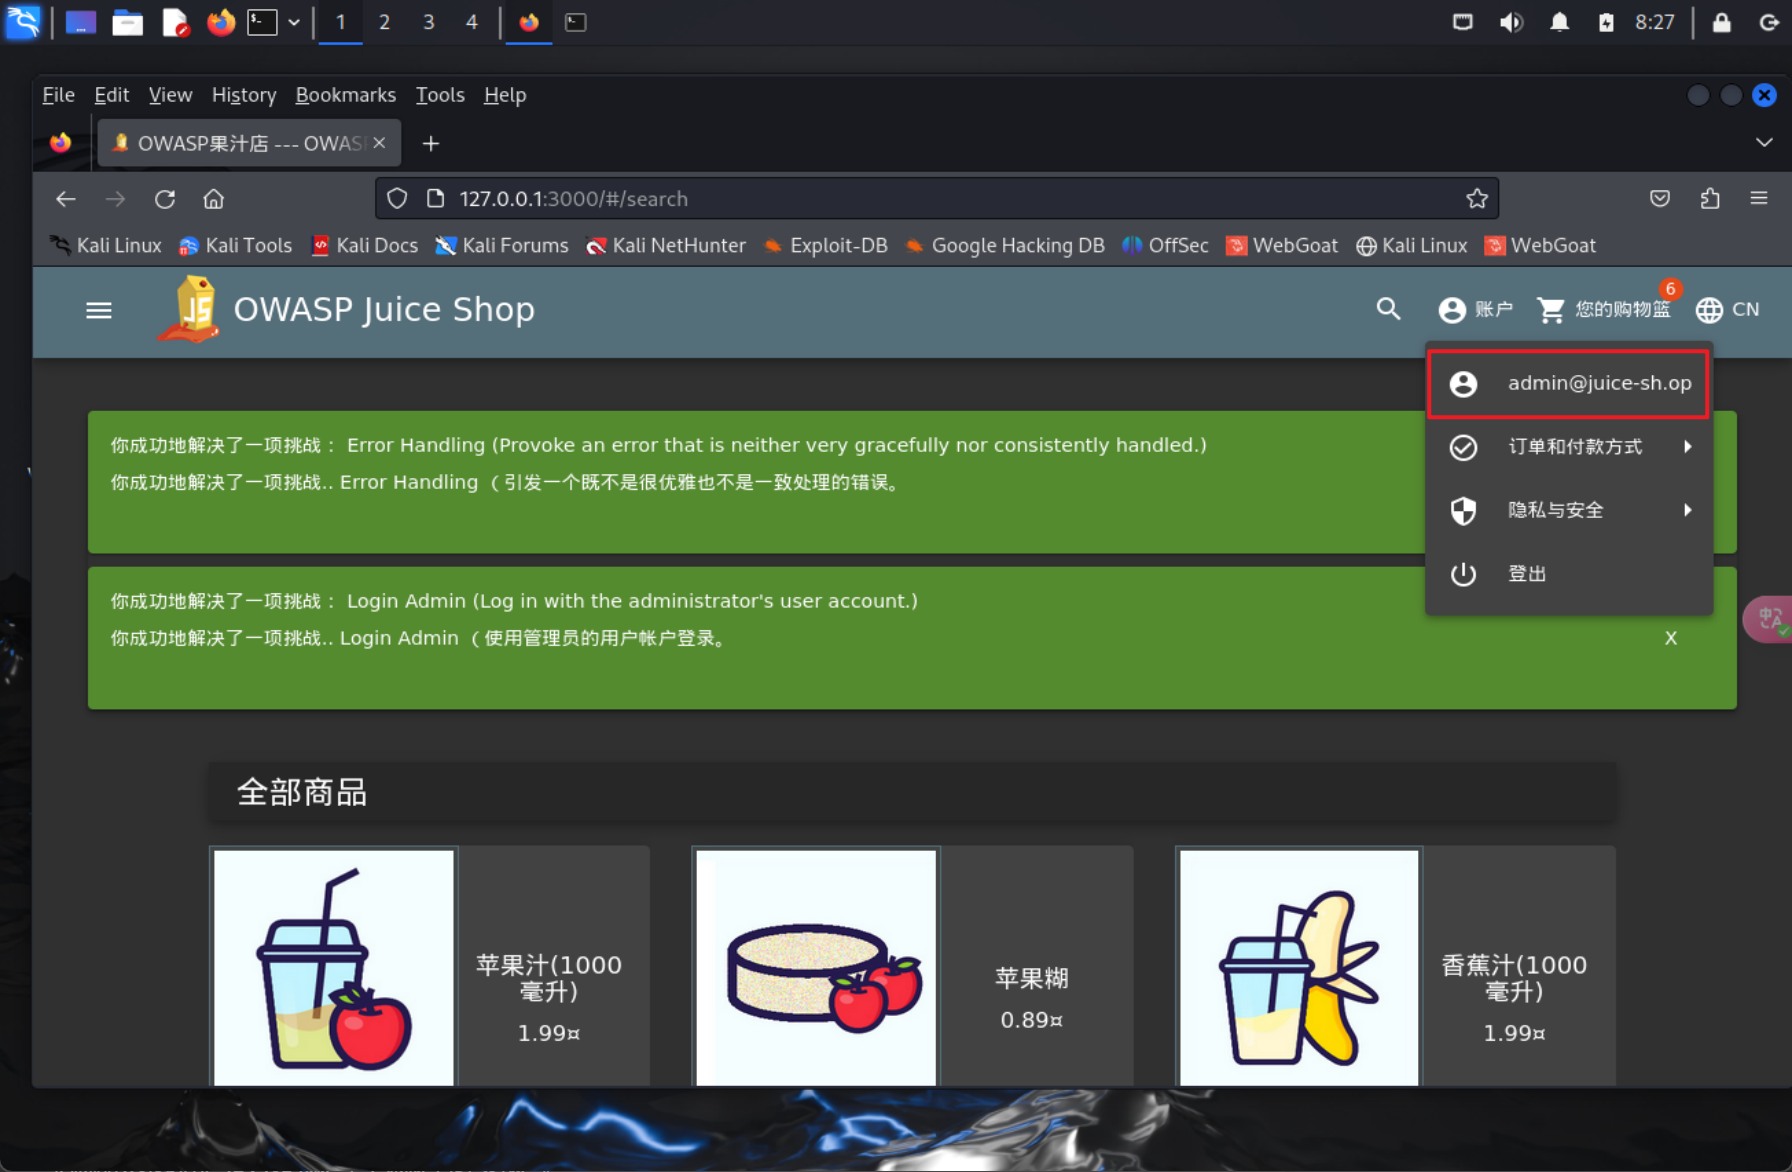 1 2 3 4 8:27
File Edit View History Bookmarks Tools Help
OWASP果汁店 --- OWAS
127.0.0.1:3000/#/search
Kali Linux Kali Tools Kali Docs Kali Forums Kali NetHunter Exploit-DB Google Hacking DB OffSec WebGoat Kali Linux WebGoat
OWASP Juice Shop 账户 您的购物篮 6 CN
admin@juice-sh.op
订单和付款方式
隐私与安全
登出
你成功地解决了一项挑战： Error Handling (Provoke an error that is neither very gracefully nor consistently handled.)
你成功地解决了一项挑战.. Error Handling （引发一个既不是很优雅也不是一致处理的错误。
你成功地解决了一项挑战： Login Admin (Log in with the administrator's user account.)
你成功地解决了一项挑战.. Login Admin （使用管理员的用户帐户登录。
X
全部商品
苹果汁(1000
毫升)
1.99¤
苹果糊
0.89¤
香蕉汁(1000
毫升)
1.99¤